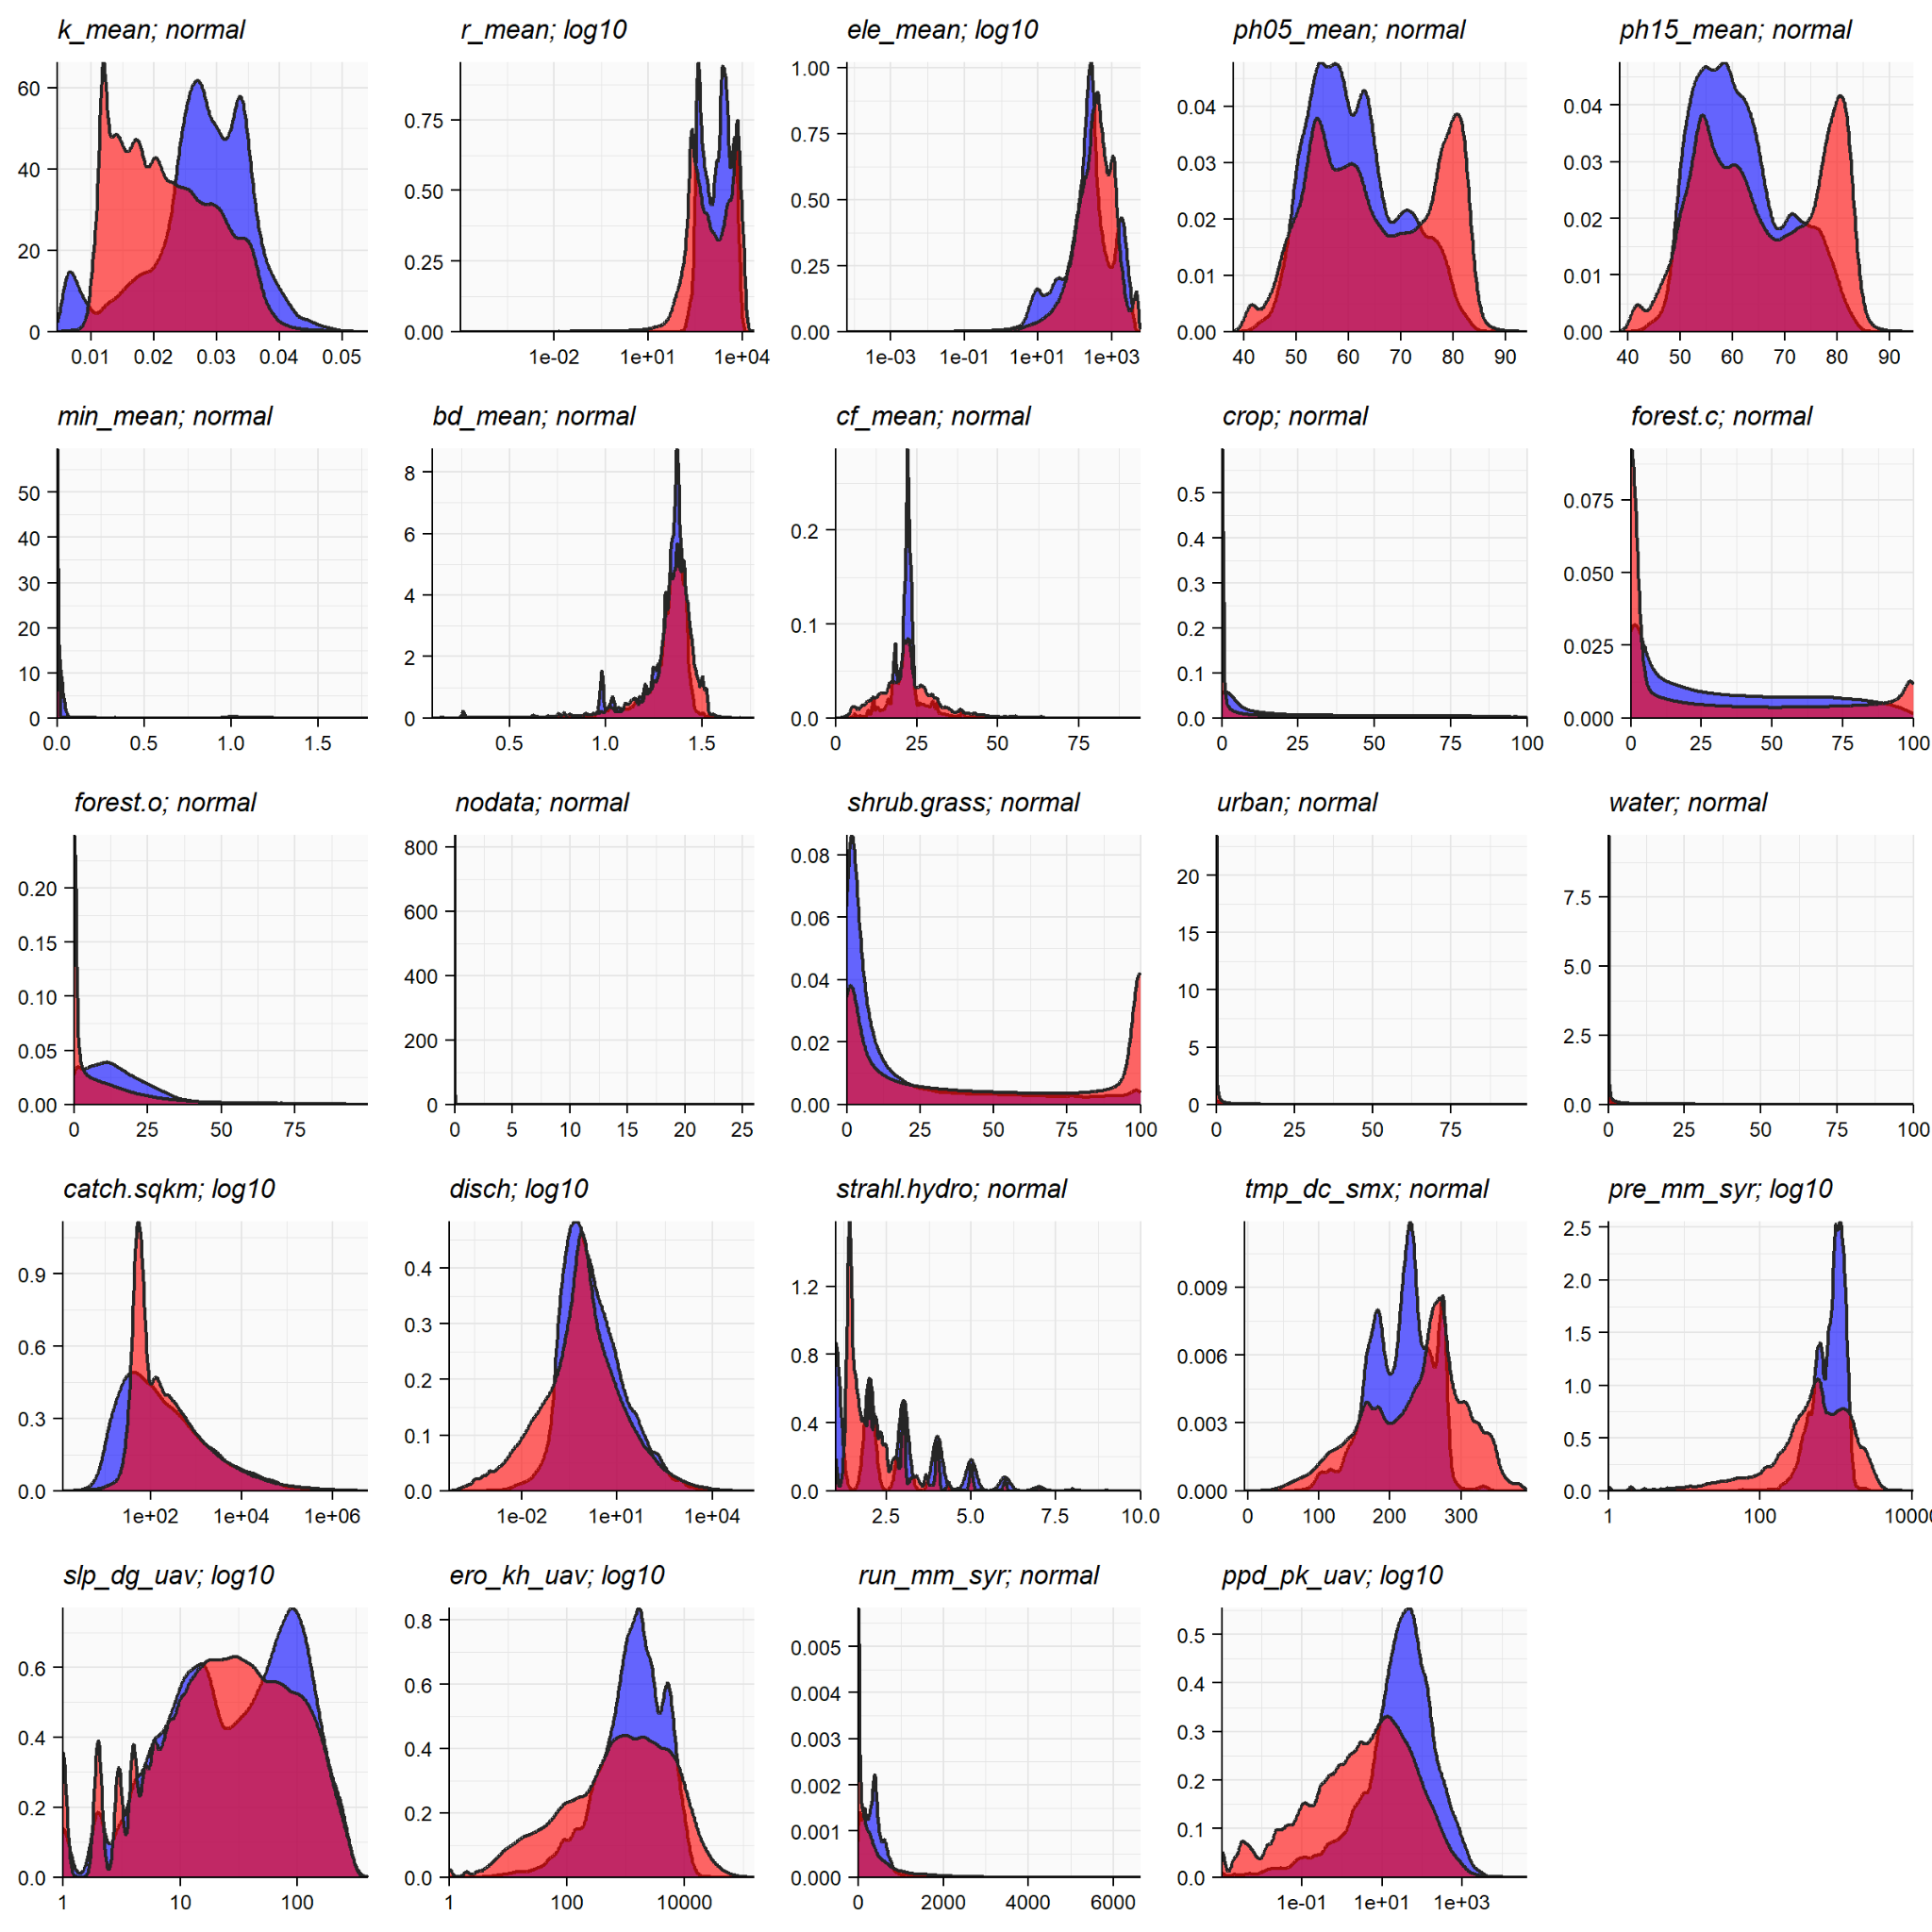 k_mean; normal
r_mean; log10
ele_mean; log10
ph05_mean; normal
ph15_mean; normal
60
40
20
0
0.01 0.02 0.03 0.04 0.05
0.75
0.50
0.25
0.00
1e-02 1e+01 1e+04
1.00
0.75
0.50
0.25
0.00
1e-03 1e-01 1e+01 1e+03
0.04
0.03
0.02
0.01
0.00
40 50 60 70 80 90
0.04
0.03
0.02
0.01
0.00
40 50 60 70 80 90
min_mean; normal
bd_mean; normal
cf_mean; normal
crop; normal
forest.c; normal
50
40
30
20
10
0
0.0 0.5 1.0 1.5
8
6
4
2
0
0.5 1.0 1.5
0.2
0.1
0.0
0 25 50 75
0.5
0.4
0.3
0.2
0.1
0.0
0 25 50 75 100
0.075
0.050
0.025
0.000
0 25 50 75 100
forest.o; normal
nodata; normal
shrub.grass; normal
urban; normal
water; normal
0.20
0.15
0.10
0.05
0.00
0 25 50 75
800
600
400
200
0
0 5 10 15 20 25
0.08
0.06
0.04
0.02
0.00
0 25 50 75 100
20
15
10
5
0
0 25 50 75
7.5
5.0
2.5
0.0
0 25 50 75 100
catch.sqkm; log10
disch; log10
strahl.hydro; normal
tmp_dc_smx; normal
pre_mm_syr; log10
0.9
0.6
0.3
0.0
1e+02 1e+04 1e+06
0.4
0.3
0.2
0.1
0.0
1e-02 1e+01 1e+04
1.2
0.8
0.4
0.0
2.5 5.0 7.5 10.0
0.009
0.006
0.003
0.000
0 100 200 300
2.5
2.0
1.5
1.0
0.5
0.0
1 100 10000
slp_dg_uav; log10
ero_kh_uav; log10
run_mm_syr; normal
ppd_pk_uav; log10
0.6
0.4
0.2
0.0
1 10 100
0.8
0.6
0.4
0.2
0.0
1 100 10000
0.005
0.004
0.003
0.002
0.001
0.000
0 2000 4000 6000
0.5
0.4
0.3
0.2
0.1
0.0
1e-01 1e+01 1e+03